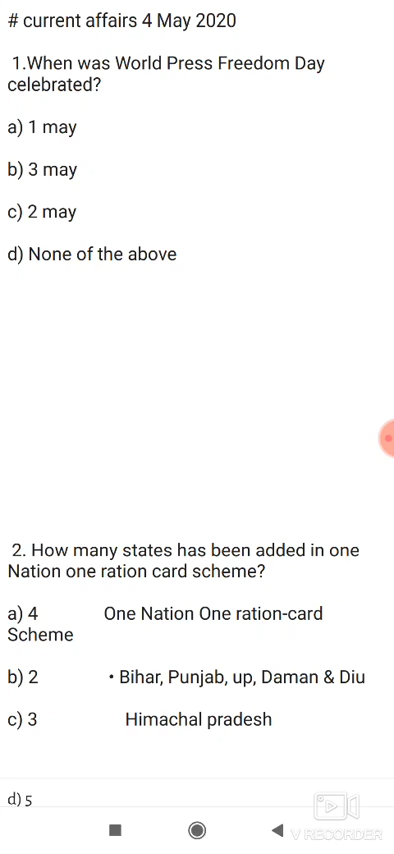 # current affairs 4 May 2020
1.When was World Press Freedom Day
celebrated?
a) 1 may
b) 3 may
c) 2 may
d) None of the above
2. How many states has been added in one
Nation one ration card scheme?
a) 4 One Nation One ration-card
Scheme
b) 2 • Bihar, Punjab, up, Daman & Diu
c) 3 Himachal pradesh
d) 5
V RECORDER